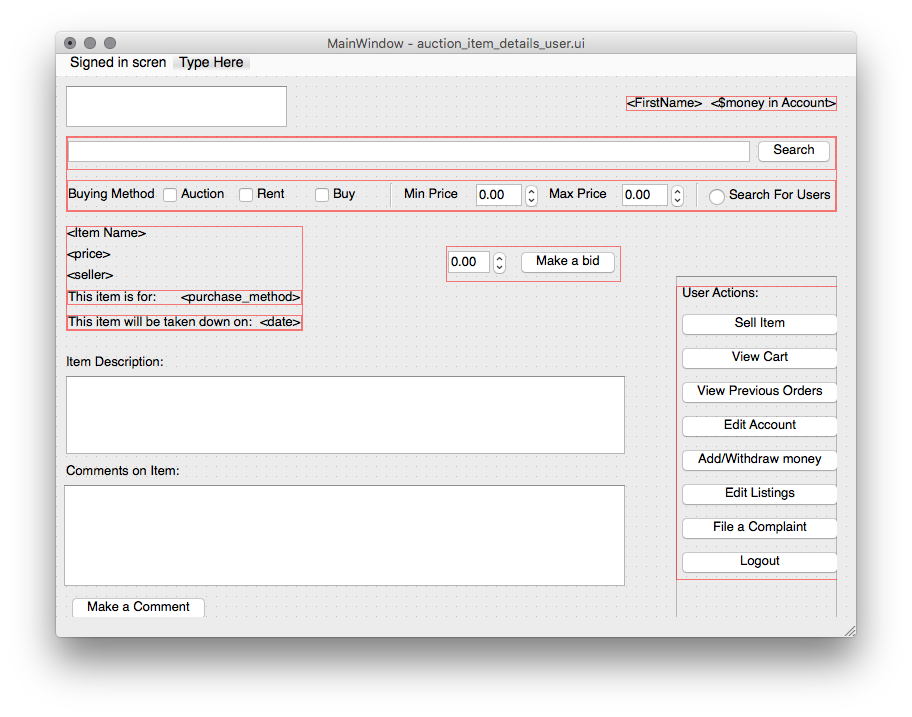 MainWindow - auction_item_details_user.ui
Signed in scren Type Here
<FirstName> <$money in Account>
Search
Buying Method Auction Rent Buy Min Price 0.00 Max Price 0.00 Search For Users
<Item Name>
<price>
<seller>
This item is for: <purchase_method>
This item will be taken down on: <date>
0.00 Make a bid
User Actions:
Sell Item
View Cart
View Previous Orders
Edit Account
Add/Withdraw money
Edit Listings
File a Complaint
Logout
Item Description:
Comments on Item:
Make a Comment